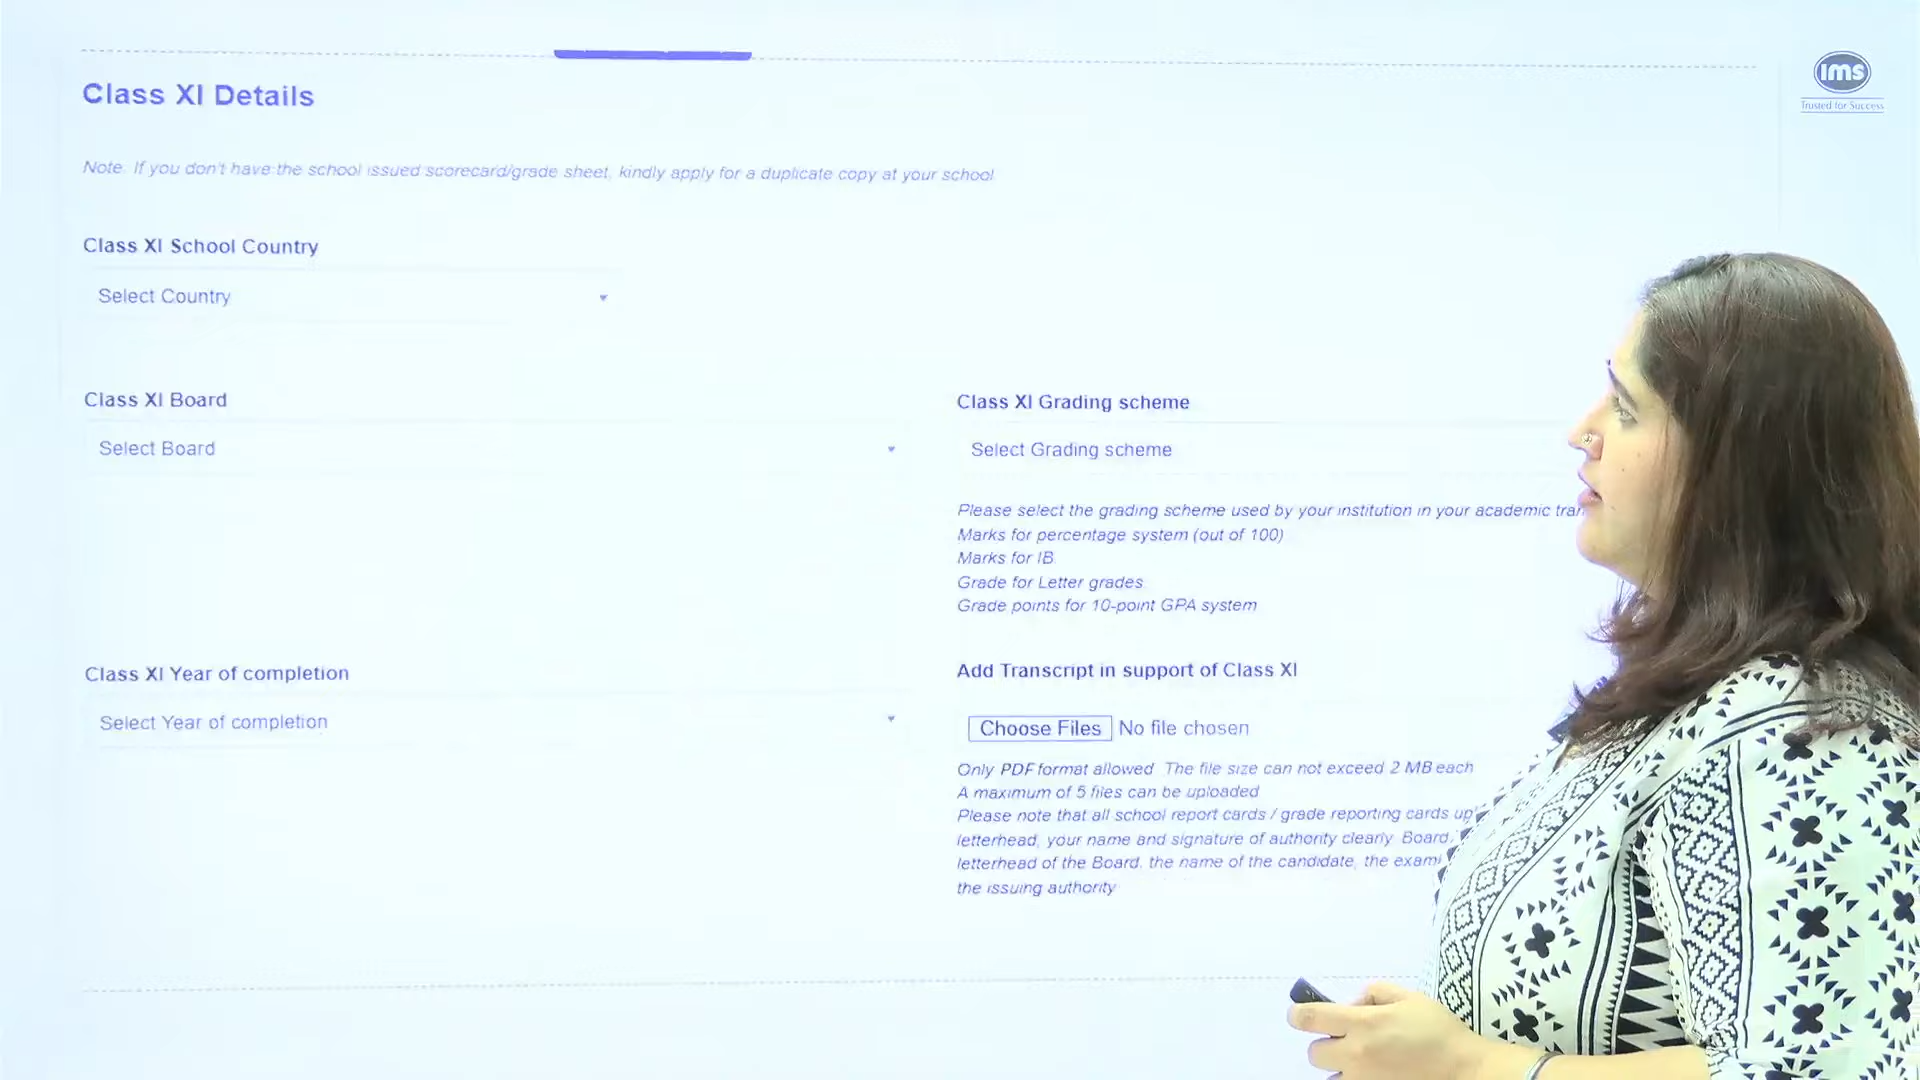 ims
Trusted for Success
Class XI Details
Note. If you don't have the school issued scorecard/grade sheet, kindly apply for a duplicate copy at your school
Class XI School Country
Select Country
Class XI Board
Select Board
Class XI Grading scheme
Select Grading scheme
Please select the grading scheme used by your institution in your academic
Marks for percentage system (out of 100)
Marks for IB
Grade for Letter grades
Grade points for 10-point GPA system
Class XI Year of completion
Select Year of completion
Add Transcript in support of Class XI
Choose Files No file chosen
Only PDF format allowed The file size can not exceed 2 MB each
A maximum of 5 files can be uploaded
Please note that all school report cards / grade reporting cards
letterhead, your name and signature of authority clearly Board
letterhead of the Board, the name of the candidate, the
the issuing authority